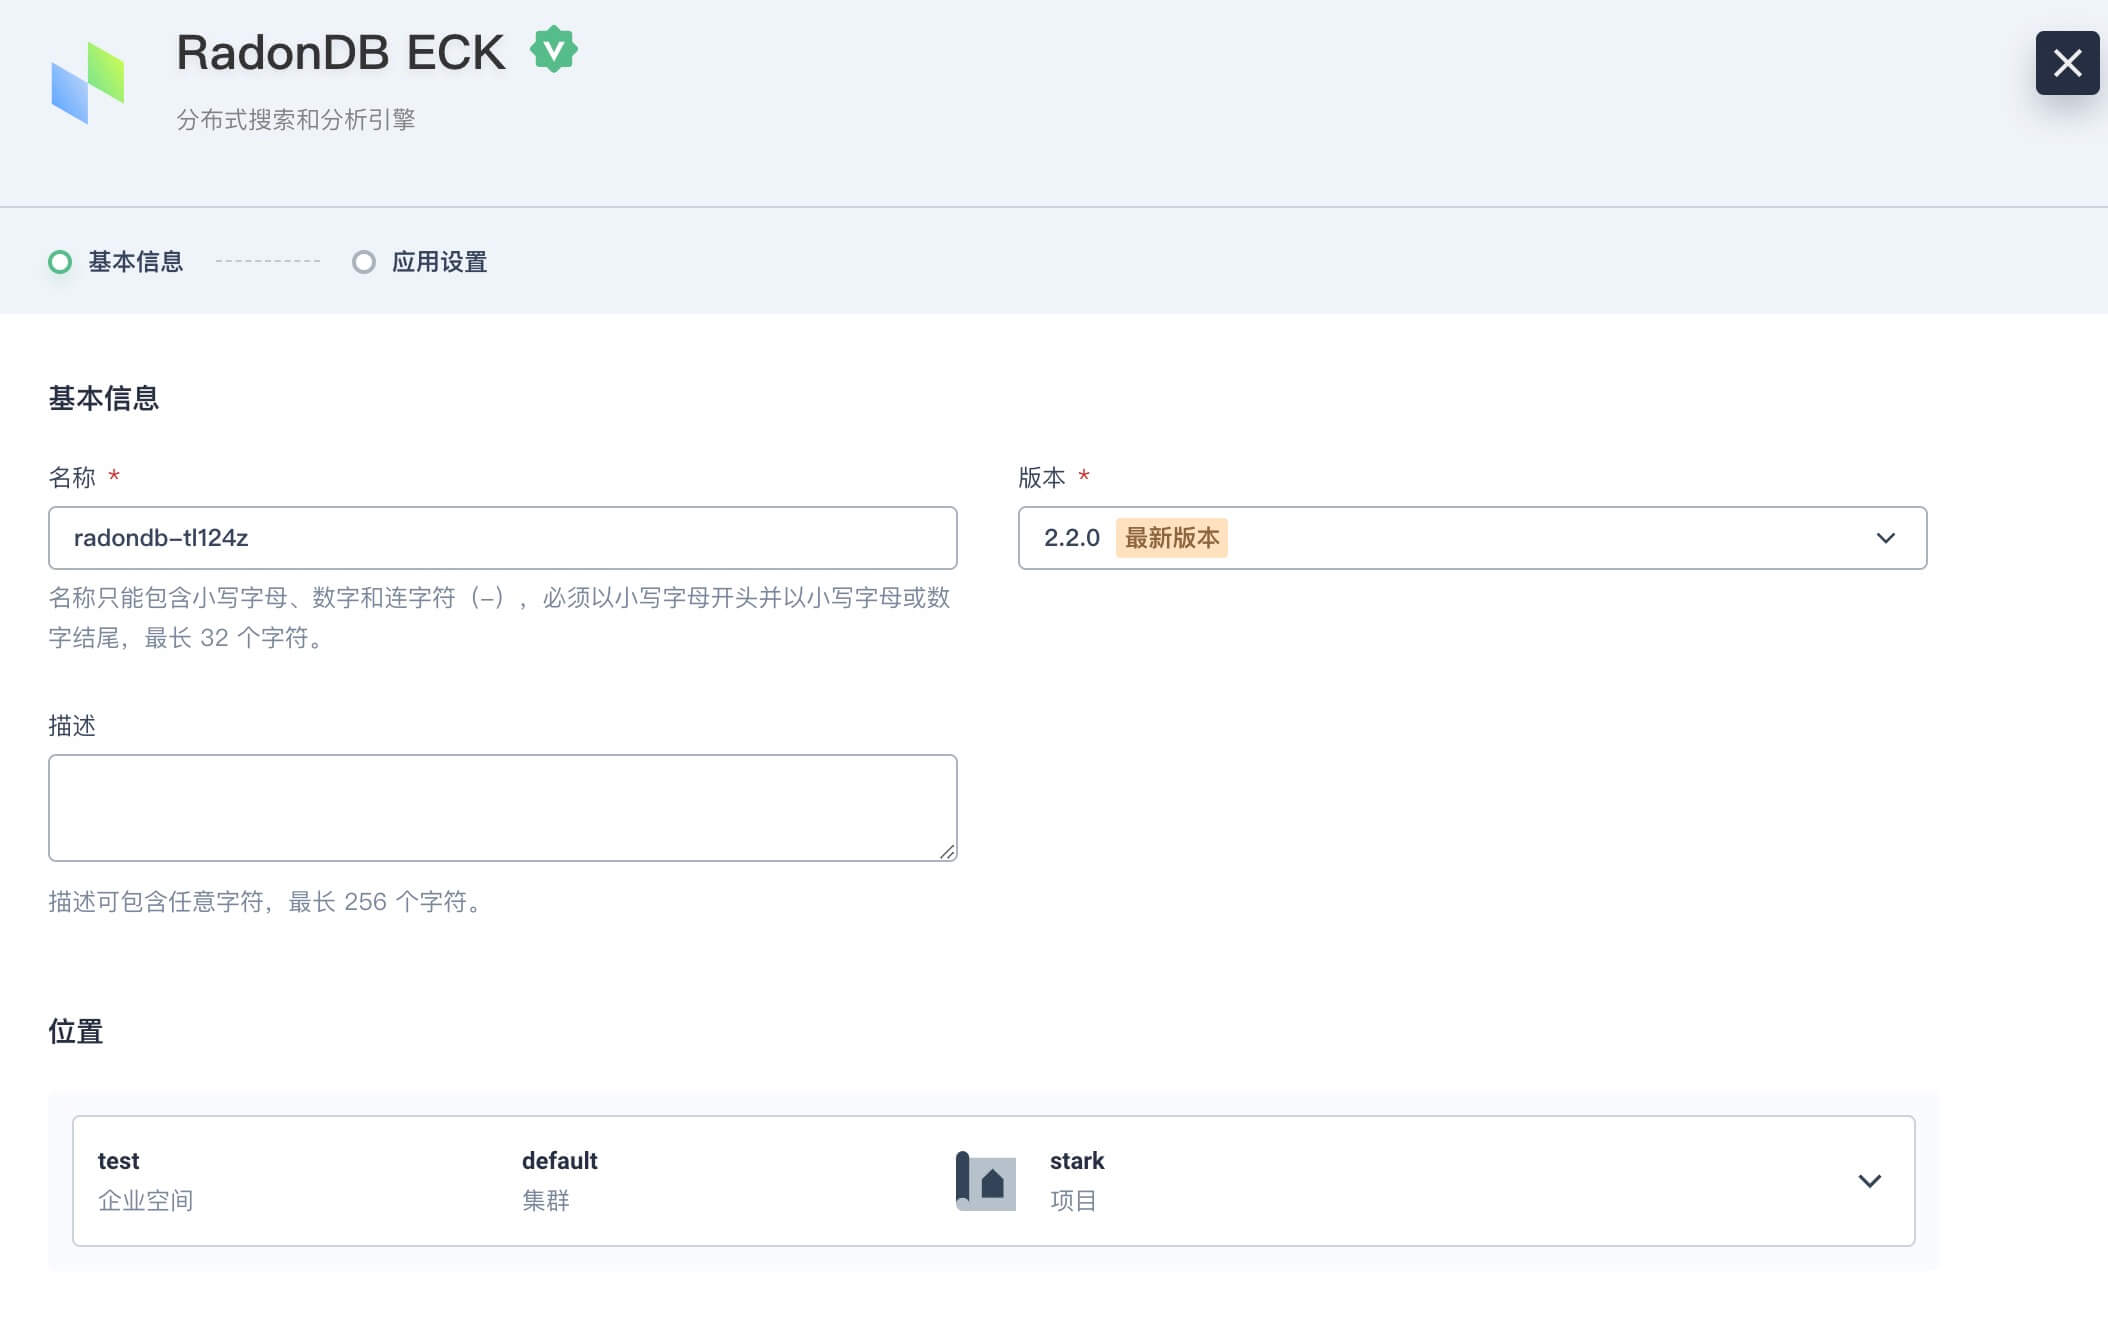 RadonDB ECK
分布式搜索和分析引擎
基本信息
应用设置
基本信息
名称 *
版本 *
radondb-tl124z
2.2.0 最新版本
名称只能包含小写字母、数字和连字符（-），必须以小写字母开头并以小写字母或数
字结尾，最长 32 个字符。
描述
描述可包含任意字符，最长 256 个字符。
位置
test
企业空间
default
集群
stark
项目